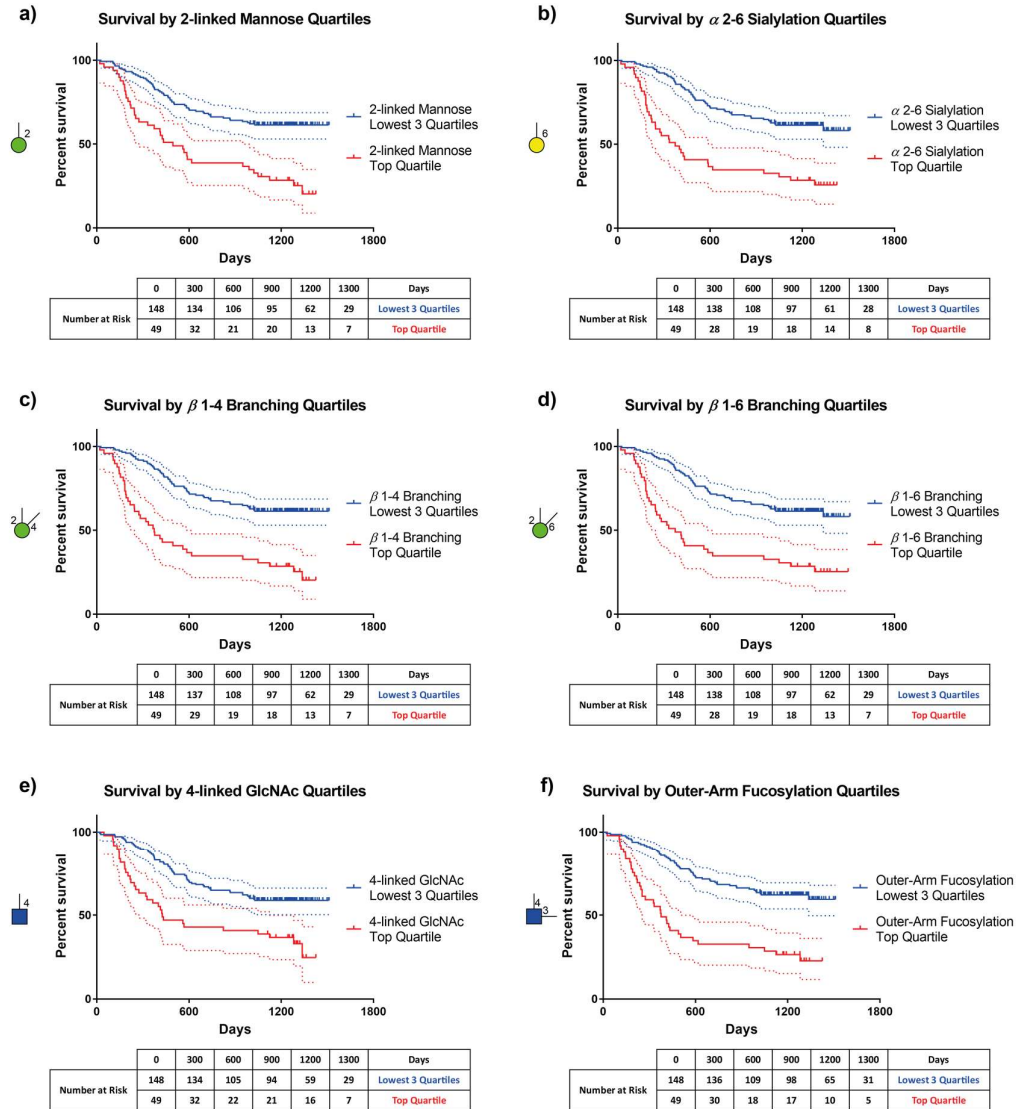 a)
Survival by 2-linked Mannose Quartiles
2
Percent survival
100
50
0
0 600 1200 1800
Days
2-linked Mannose
Lowest 3 Quartiles
2-linked Mannose
Top Quartile
0 300 600 900 1200 1300 Days
Number at Risk
148 134 106 95 62 29 Lowest 3 Quartiles
49 32 21 20 13 7 Top Quartile
b)
Survival by α 2-6 Sialylation Quartiles
6
Percent survival
100
50
0
0 600 1200 1800
Days
α 2-6 Sialylation
Lowest 3 Quartiles
α 2-6 Sialylation
Top Quartile
0 300 600 900 1200 1300 Days
Number at Risk
148 138 108 97 61 28 Lowest 3 Quartiles
49 28 19 18 14 8 Top Quartile
c)
Survival by β 1-4 Branching Quartiles
2 4
Percent survival
100
50
0
0 600 1200 1800
Days
β 1-4 Branching
Lowest 3 Quartiles
β 1-4 Branching
Top Quartile
0 300 600 900 1200 1300 Days
Number at Risk
148 137 108 97 62 29 Lowest 3 Quartiles
49 29 19 18 13 7 Top Quartile
d)
Survival by β 1-6 Branching Quartiles
2 6
Percent survival
100
50
0
0 600 1200 1800
Days
β 1-6 Branching
Lowest 3 Quartiles
β 1-6 Branching
Top Quartile
0 300 600 900 1200 1300 Days
Number at Risk
148 138 108 97 62 29 Lowest 3 Quartiles
49 28 19 18 13 7 Top Quartile
e)
Survival by 4-linked GlcNAc Quartiles
4
Percent survival
100
50
0
0 600 1200 1800
Days
4-linked GlcNAc
Lowest 3 Quartiles
4-linked GlcNAc
Top Quartile
0 300 600 900 1200 1300 Days
Number at Risk
148 134 105 94 59 29 Lowest 3 Quartiles
49 32 22 21 16 7 Top Quartile
f)
Survival by Outer-Arm Fucosylation Quartiles
4
3
Percent survival
100
50
0
0 600 1200 1800
Days
Outer-Arm Fucosylation
Lowest 3 Quartiles
Outer-Arm Fucosylation
Top Quartile
0 300 600 900 1200 1300 Days
Number at Risk
148 136 109 98 65 31 Lowest 3 Quartiles
49 30 18 17 10 5 Top Quartile